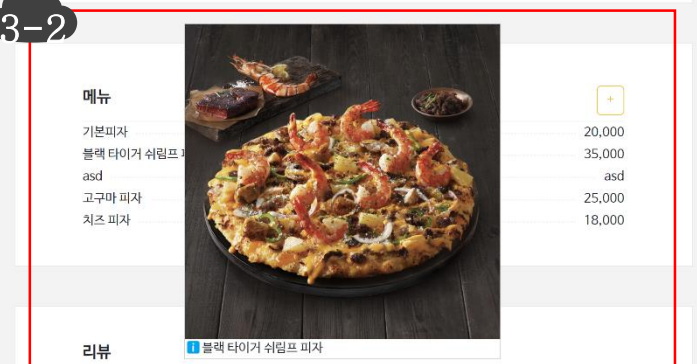 3-2
메뉴
+
기본피자 20,000
블랙 타이거 쉬림프 35,000
asd asd
고구마 피자 25,000
치즈 피자 18,000
리뷰
i 블랙 타이거 쉬림프 피자